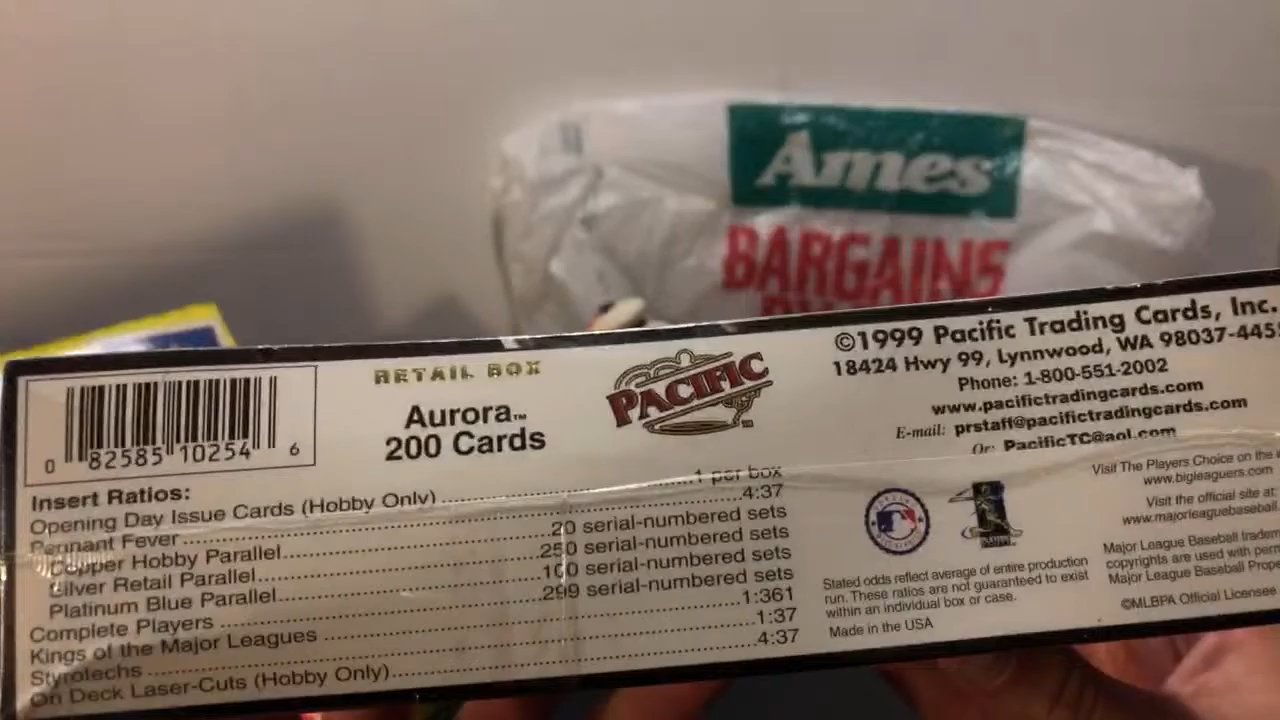 Ames
BARGAINS
0 82585 10254 6
RETAIL BOX
Aurora™
200 Cards
PACIFIC
©1999 Pacific Trading Cards, Inc.
18424 Hwy 99, Lynnwood, WA 98037-445
Phone: 1-800-551-2002
www.pacifictradingcards.com
E-mail: prstaff@pacifictradingcards.com
Or: PacificTC@aol.com
Insert Ratios:
Opening Day Issue Cards (Hobby Only) 1 per box
Pennant Fever 4:37
Copper Hobby Parallel 20 serial-numbered sets
Silver Retail Parallel 250 serial-numbered sets
Platinum Blue Parallel 100 serial-numbered sets
Complete Players 299 serial-numbered sets
Kings of the Major Leagues 1:361
Styrotechs 1:37
On Deck Laser-Cuts (Hobby Only) 4:37
Stated odds reflect average of entire production
run. These ratios are not guaranteed to exist
within an individual box or case.
Made in the USA
Visit The Players Choice on the
www.bigleaguers.com
Visit the official site at:
www.majorleaguebaseball.
Major League Baseball
copyrights are used with
Major League Baseball
©MLBPA Official Licensee